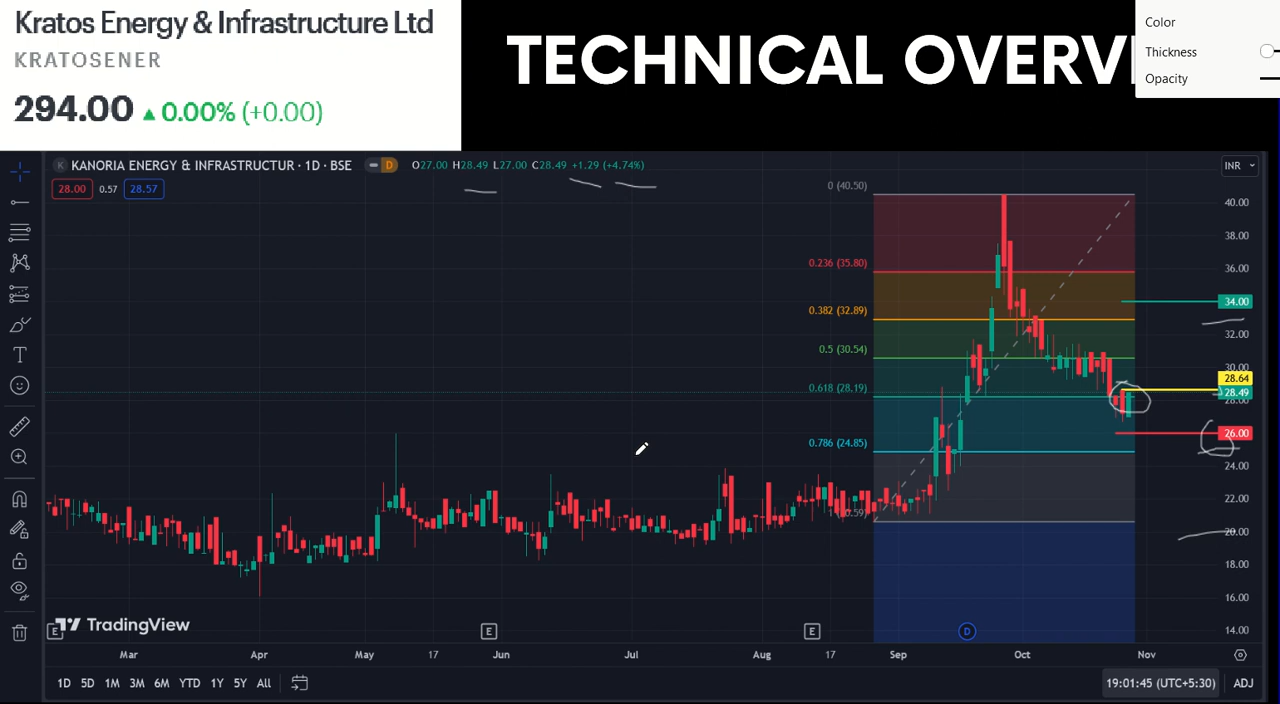 Kratos Energy & Infrastructure Ltd
KRATOSENER
294.00 ▲ 0.00% (+0.00)
TECHNICAL OVERV
Color
Thickness
Opacity
K KANORIA ENERGY & INFRASTRUCTUR · 1D · BSE D O27.00 H28.49 L27.00 C28.49 +1.29 (+4.74%)
INR
28.00 0.57 28.57
0 (40.50)
0.236 (35.80)
0.382 (32.89)
0.5 (30.54)
0.618 (28.19)
0.786 (24.85)
40.00
38.00
36.00
34.00
32.00
30.00
28.64
28.49
28.00
26.00
24.00
22.00
20.00
18.00
16.00
14.00
TradingView
E E E D
Mar Apr May 17 Jun Jul Aug 17 Sep Oct Nov
1D 5D 1M 3M 6M YTD 1Y 5Y All 19:01:45 (UTC+5:30) ADJ